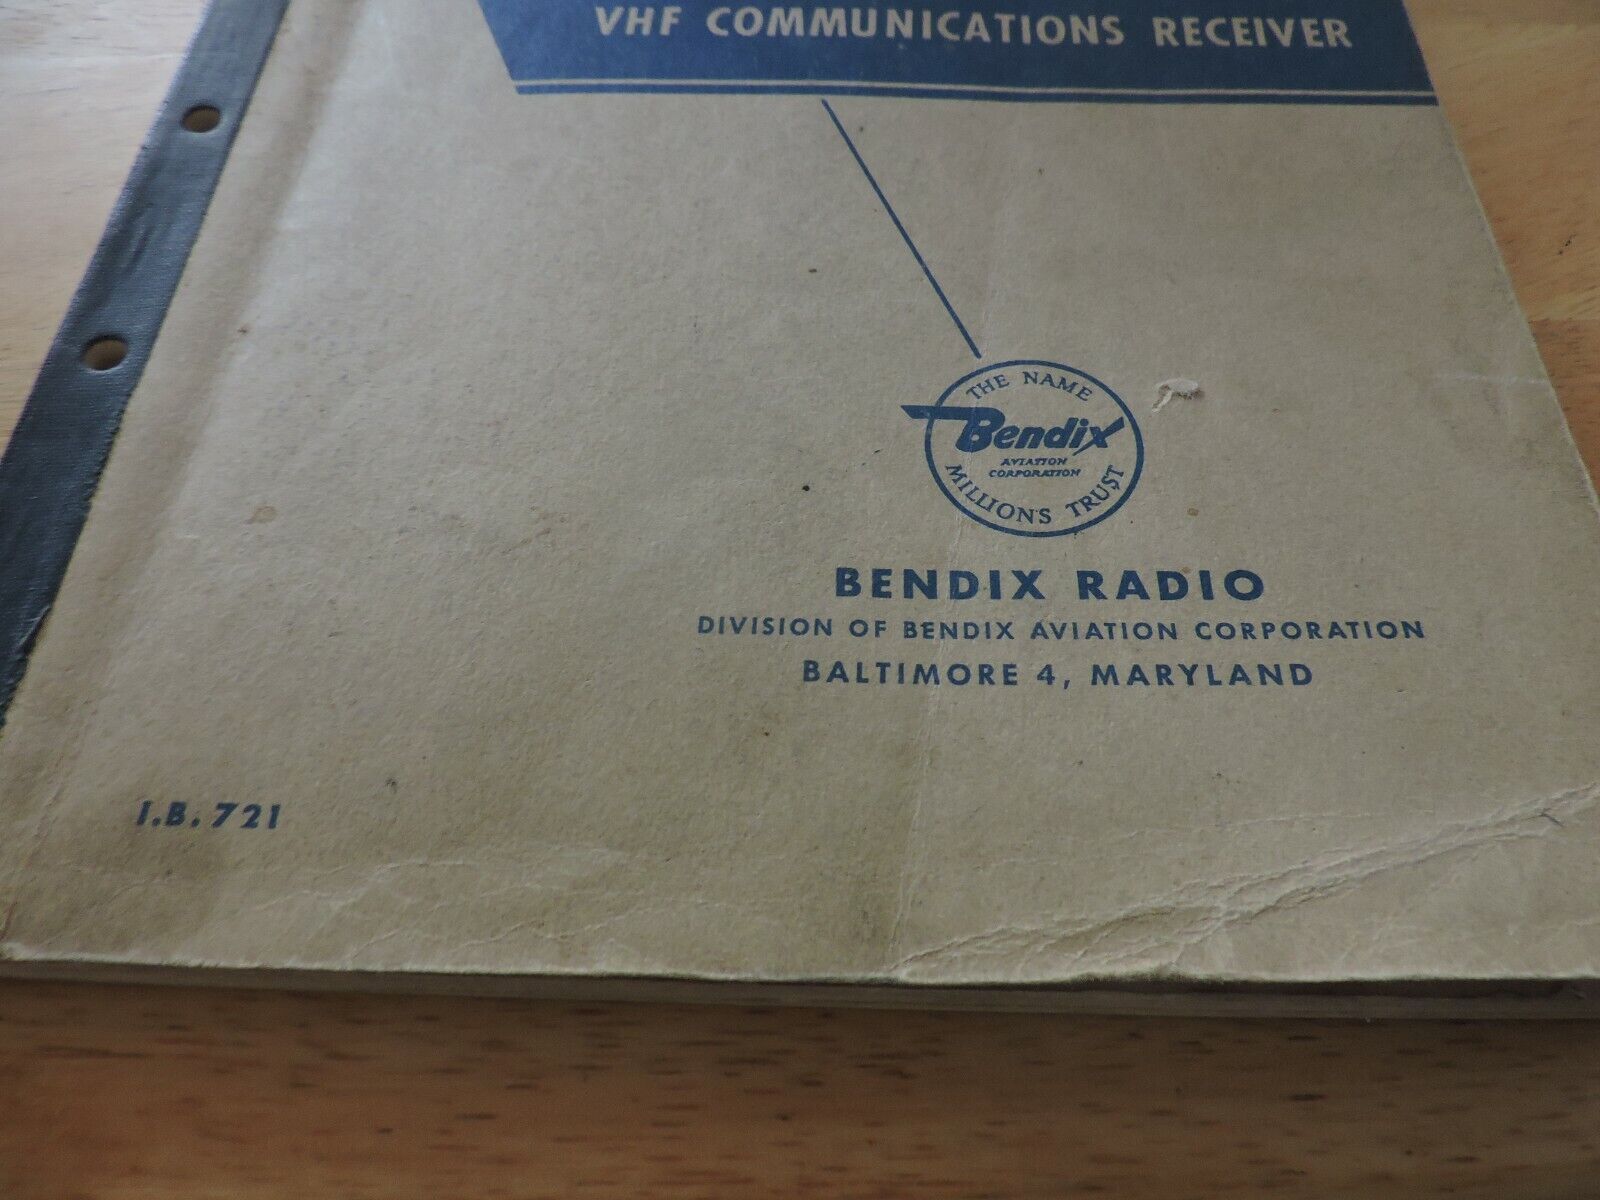 VHF COMMUNICATIONS RECEIVER
THE NAME
Bendix
AVIATION
CORPORATION
MILLIONS TRUST
BENDIX RADIO
DIVISION OF BENDIX AVIATION CORPORATION
BALTIMORE 4, MARYLAND
I.B. 721